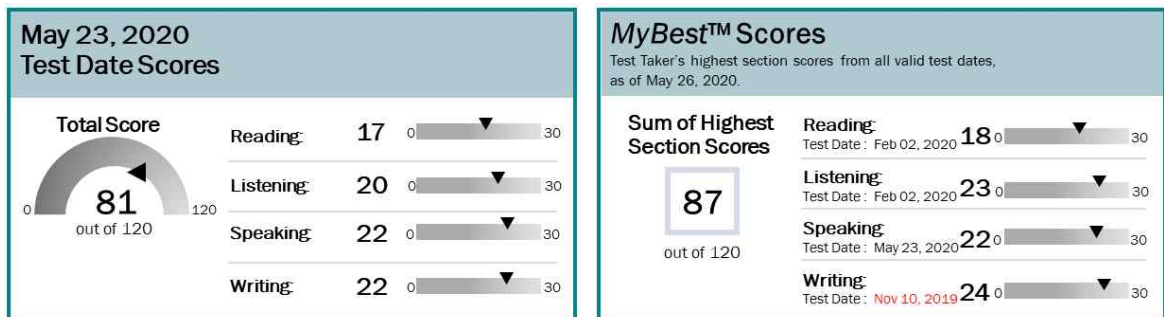 May 23, 2020
Test Date Scores
Total Score
0
81
120
out of 120
Reading: 17 0 30
Listening: 20 0 30
Speaking: 22 0 30
Writing: 22 0 30
MyBest™ Scores
Test Taker's highest section scores from all valid test dates,
as of May 26, 2020.
Sum of Highest
Section Scores
87
out of 120
Reading:
Test Date : Feb 02, 2020 18 0 30
Listening:
Test Date : Feb 02, 2020 23 0 30
Speaking:
Test Date : May 23, 2020 22 0 30
Writing:
Test Date : Nov 10, 2019 24 0 30